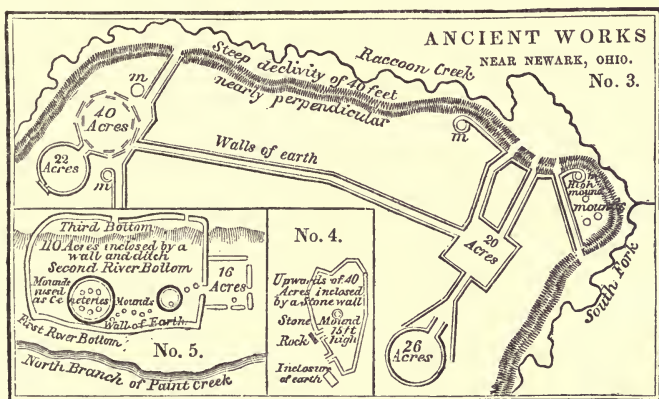 ANCIENT WORKS
NEAR NEWARK, OHIO.
No. 3.
Raccoon Creek
Steep declivity of 40 feet
nearly perpendicular
m
40
Acres
22
Acres
m
Walls of earth
m
m
High
mound
mounds
20
Acres
South Fork
26
Acres
Third Bottom
110 Acres inclosed by a
wall and ditch
Second River Bottom
16
Acres
Mounds
used
as Cemeteries
Mounds
Wall of Earth
First River Bottom
No. 5.
North Branch of Paint Creek
No. 4.
Upwards of 40
Acres inclosed
by a Stone wall
Stone
Mound
15 ft
high
Rock
Inclosure
of earth